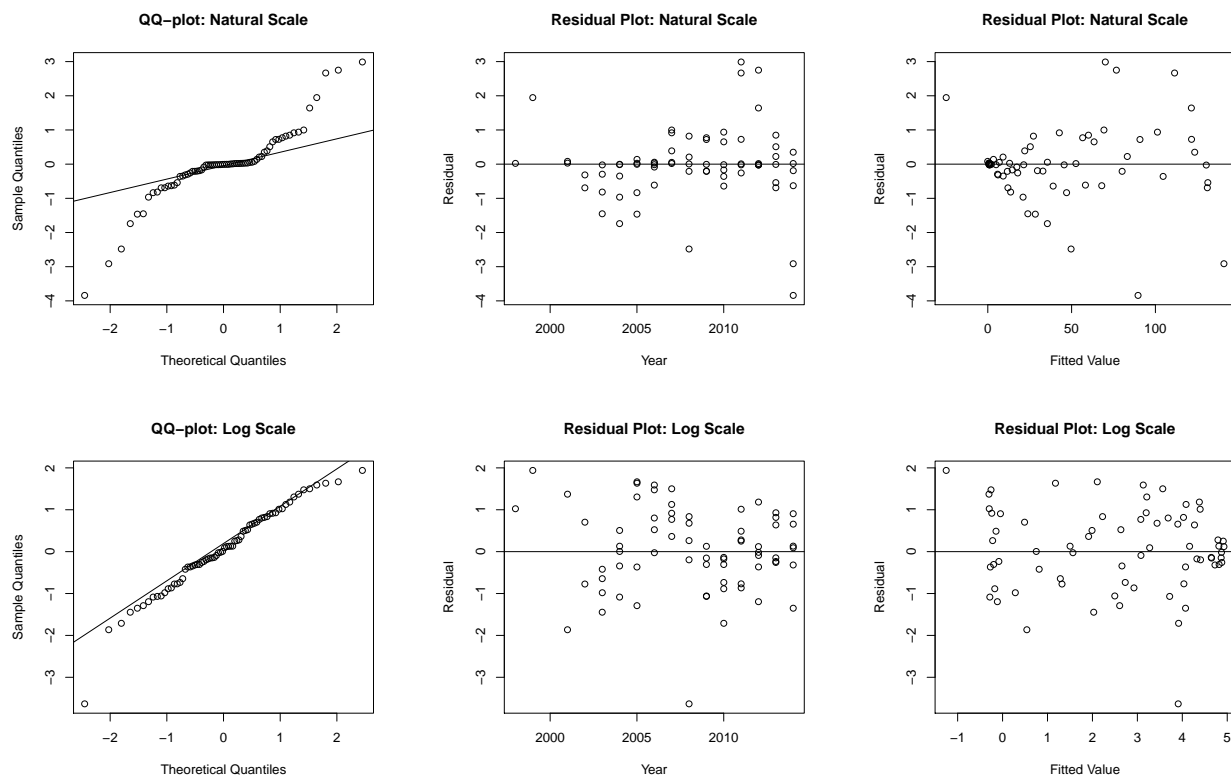 QQ−plot: Natural Scale
Sample Quantiles
3
2
1
0
−1
−2
−3
−4
−2 −1 0 1 2
Theoretical Quantiles
Residual Plot: Natural Scale
Residual
3
2
1
0
−1
−2
−3
−4
2000 2005 2010
Year
Residual Plot: Natural Scale
Residual
3
2
1
0
−1
−2
−3
−4
0 50 100
Fitted Value
QQ−plot: Log Scale
Sample Quantiles
2
1
0
−1
−2
−3
−2 −1 0 1 2
Theoretical Quantiles
Residual Plot: Log Scale
Residual
2
1
0
−1
−2
−3
2000 2005 2010
Year
Residual Plot: Log Scale
Residual
2
1
0
−1
−2
−3
−1 0 1 2 3 4 5
Fitted Value